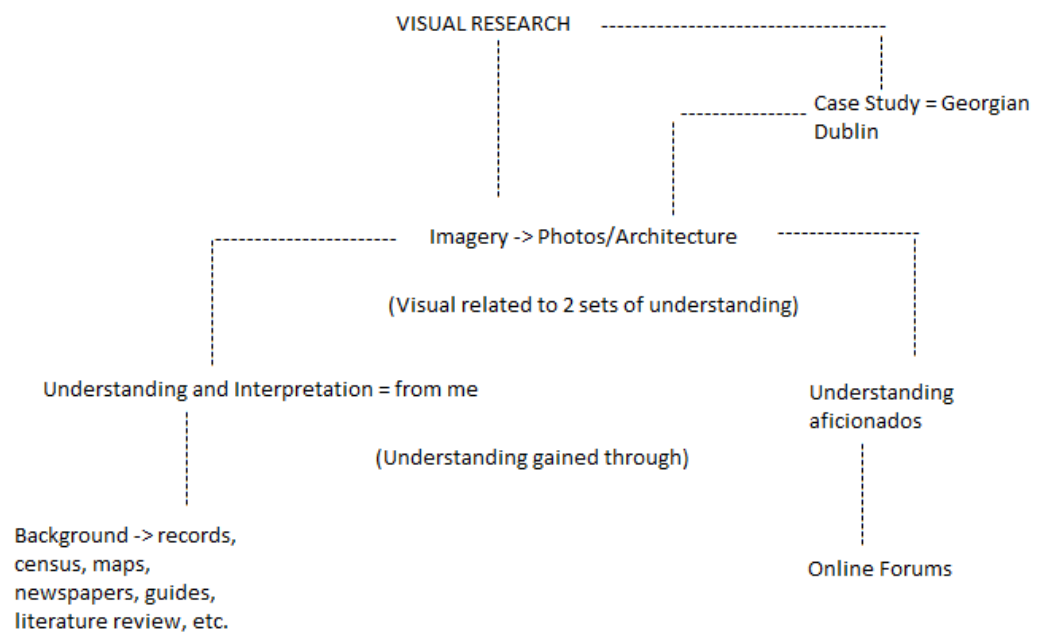 VISUAL RESEARCH
Case Study = Georgian
Dublin
Imagery -> Photos/Architecture
(Visual related to 2 sets of understanding)
Understanding and Interpretation = from me
Understanding
aficionados
(Understanding gained through)
Background -> records,
census, maps,
newspapers, guides,
literature review, etc.
Online Forums